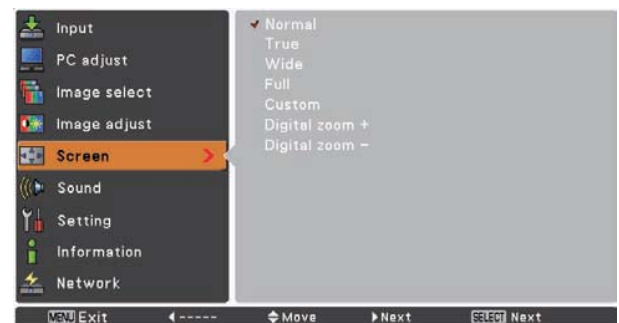 Input
PC adjust
Image select
Image adjust
Screen
Sound
Setting
Information
Network
Normal
True
Wide
Full
Custom
Digital zoom +
Digital zoom –
MENU Exit ----- Move Next SELECT Next